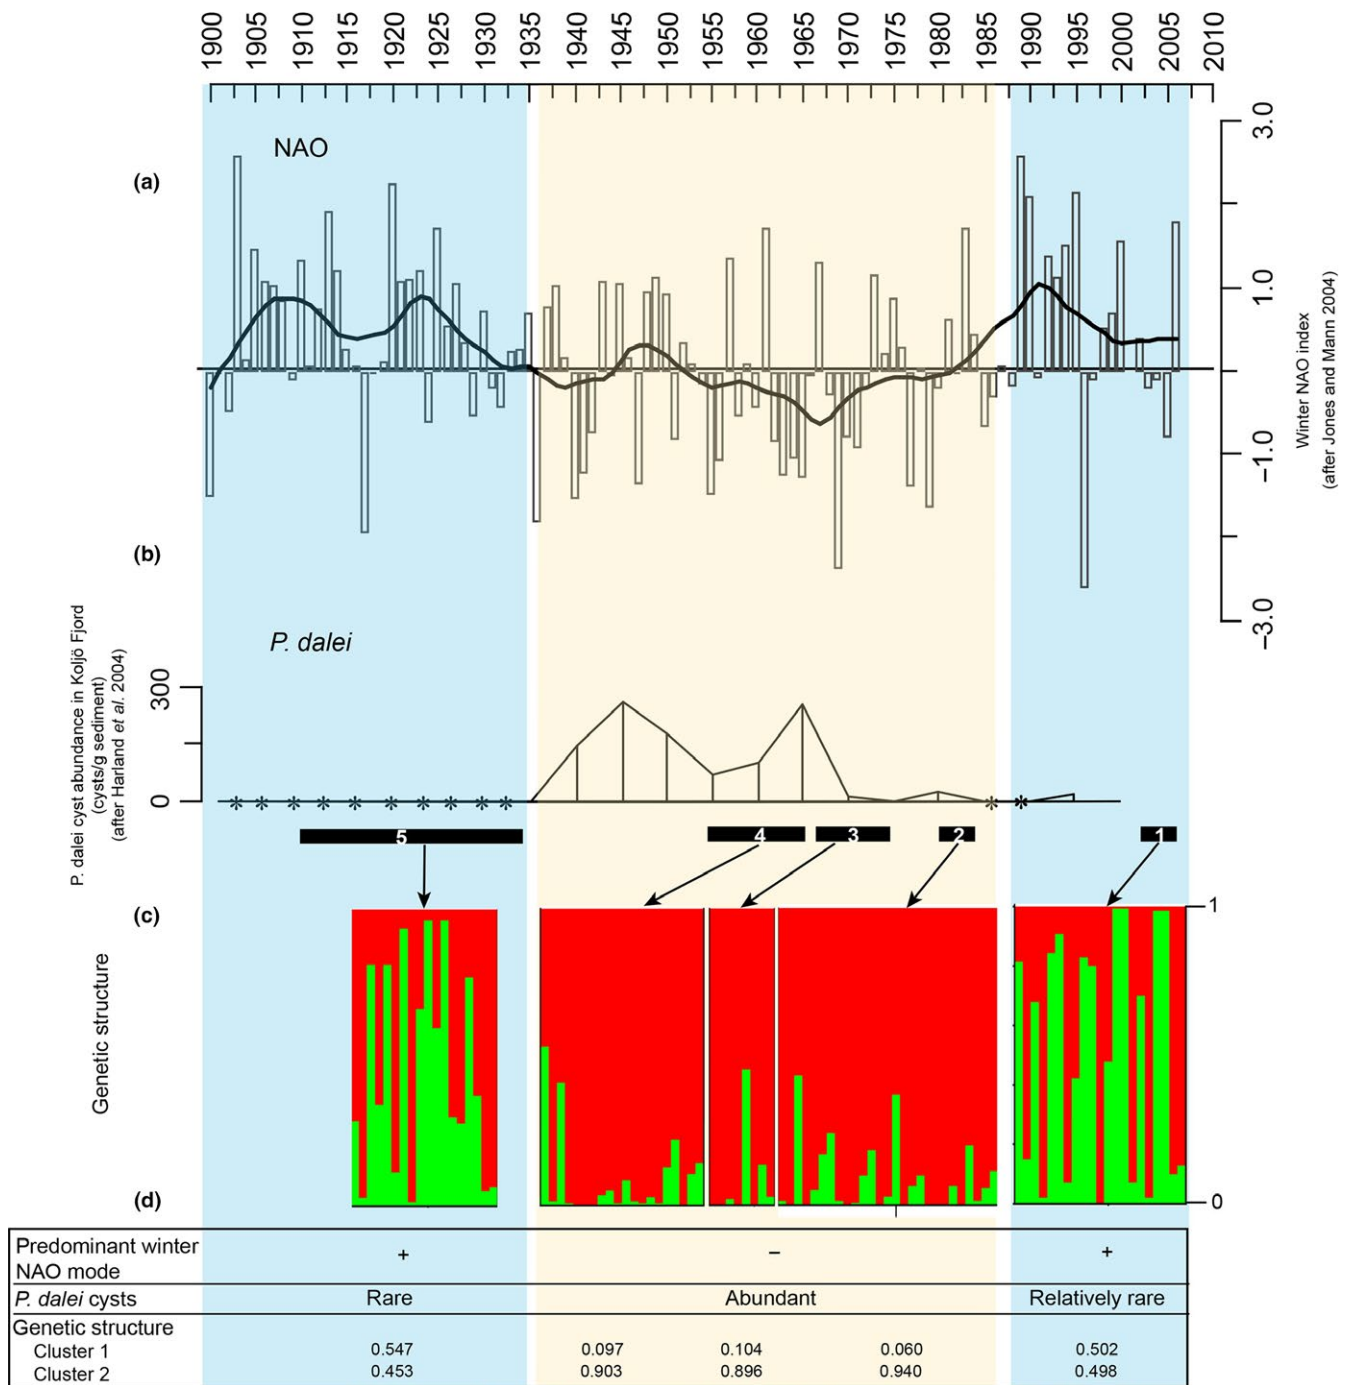 1900 1905 1910 1915 1920 1925 1930 1935 1940 1945 1950 1955 1960 1965 1970 1975 1980 1985 1990 1995 2000 2005 2010
NAO
(a)
3.0
1.0
−1.0
−3.0
Winter NAO index
(after Jones and Mann 2004)
(b)
P. dalei
P. dalei cyst abundance in Koljö Fjord
(cysts/g sediment)
(after Harland et al. 2004)
300
0
* * * * * * * * * * * *
5 4 3 2 1
(c)
Genetic structure
1
0
(d)
Predominant winter
NAO mode
+ − +
P. dalei cysts Rare Abundant Relatively rare
Genetic structure
Cluster 1 0.547 0.097 0.104 0.060 0.502
Cluster 2 0.453 0.903 0.896 0.940 0.498